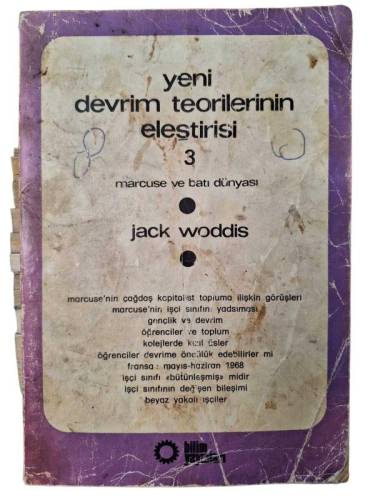 yeni
devrim teorilerinin
eleştirisi
3
marcuse ve batı dünyası
jack woddis
marcuse'nin çağdaş kapitalist topluma ilişkin görüşleri
marcuse'nin işçi sınıfını yadsıması
gençlik ve devrim
öğrenciler ve toplum
kolejlerde kızıl üsler
öğrenciler devrime öncülük edebilirler mi
fransa: mayıs-haziran 1968
işçi sınıfı «bütünleşmiş» midir
işçi sınıfının değişen bileşimi
beyaz yakalı işçiler
bilim
yayınları